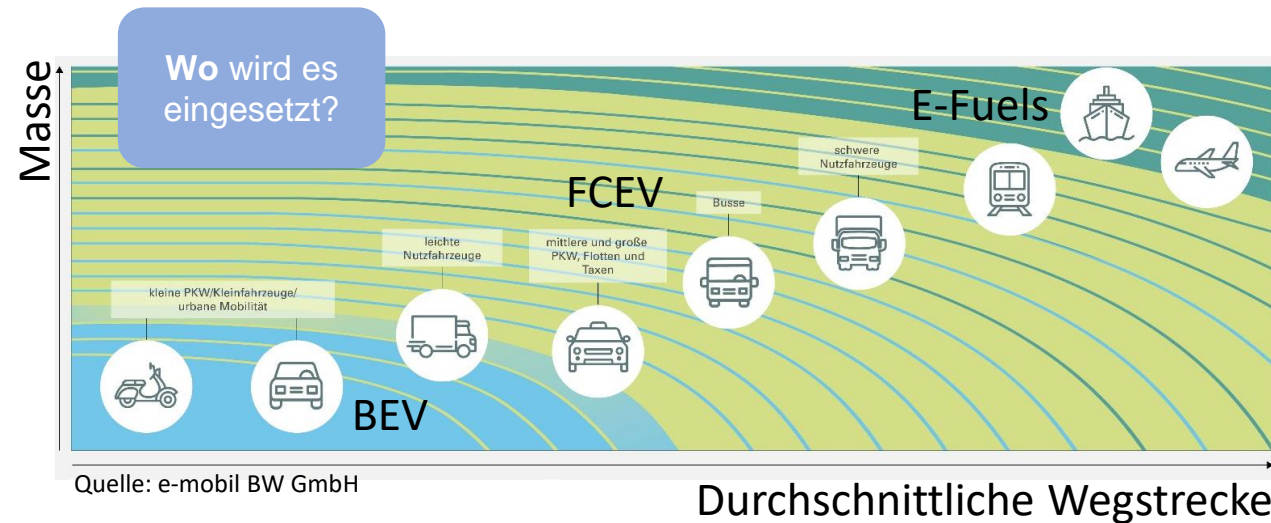 Wo wird es
eingesetzt?
Masse
E-Fuels
schwere
Nutzfahrzeuge
FCEV
Busse
leichte
Nutzfahrzeuge
mittlere und große
PKW, Flotten und
Taxen
kleine PKW/Kleinfahrzeuge/
urbane Mobilität
BEV
Quelle: e-mobil BW GmbH
Durchschnittliche Wegstrecke